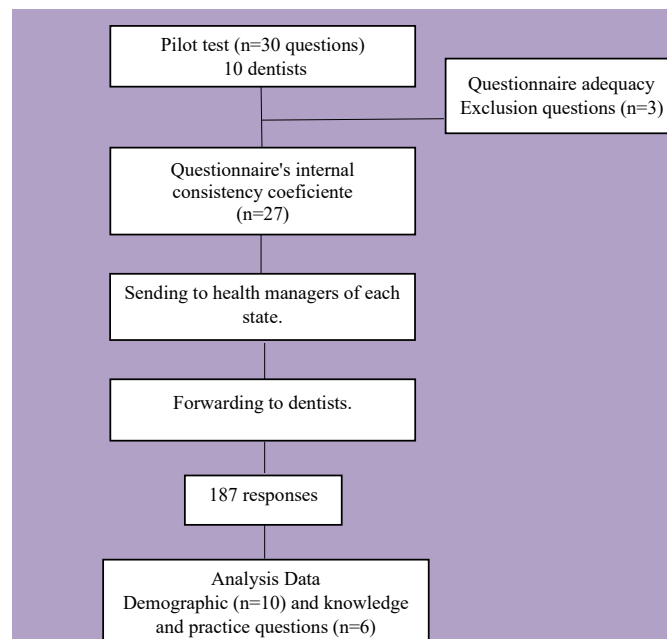 Pilot test (n=30 questions)
10 dentists
Questionnaire adequacy
Exclusion questions (n=3)
Questionnaire's internal
consistency coeficiente
(n=27)
Sending to health managers of each
state.
Forwarding to dentists.
187 responses
Analysis Data
Demographic (n=10) and knowledge
and practice questions (n=6)